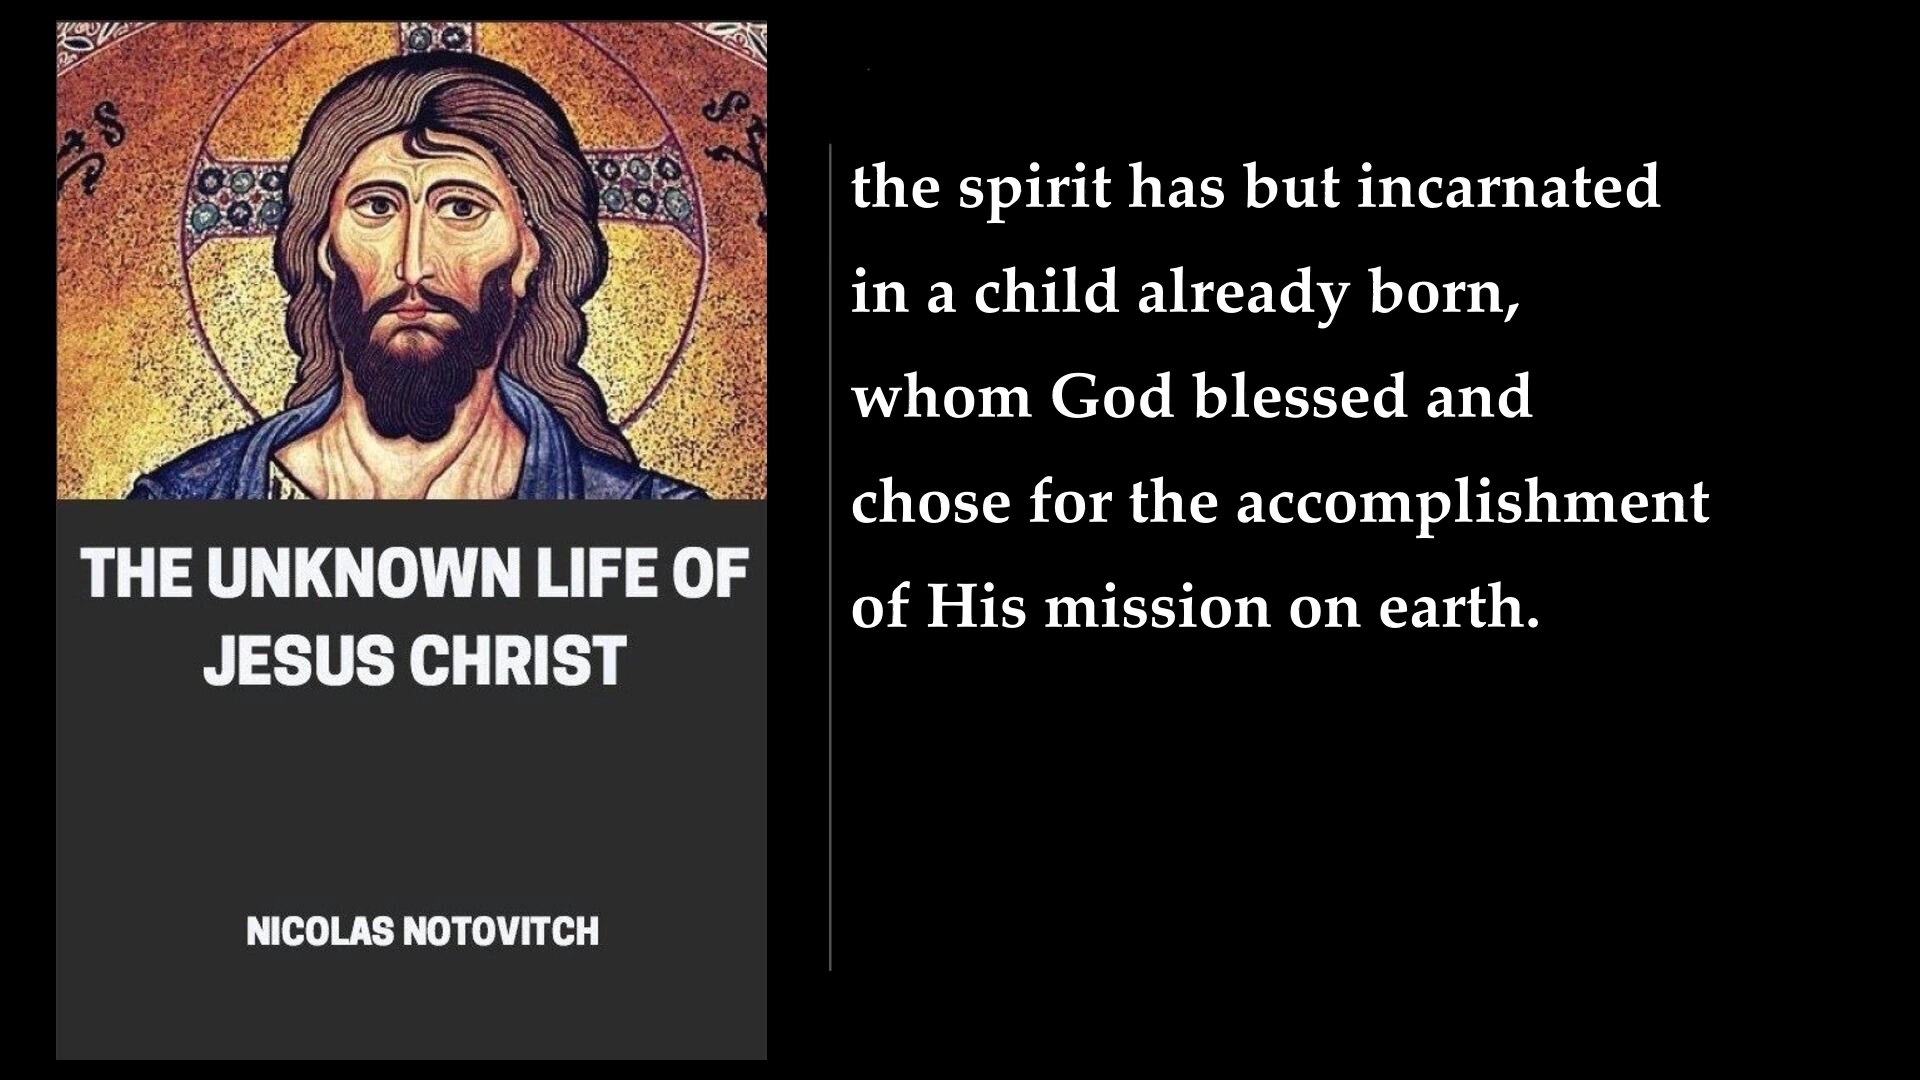 THE UNKNOWN LIFE OF
JESUS CHRIST
NICOLAS NOTOVITCH
the spirit has but incarnated
in a child already born,
whom God blessed and
chose for the accomplishment
of His mission on earth.